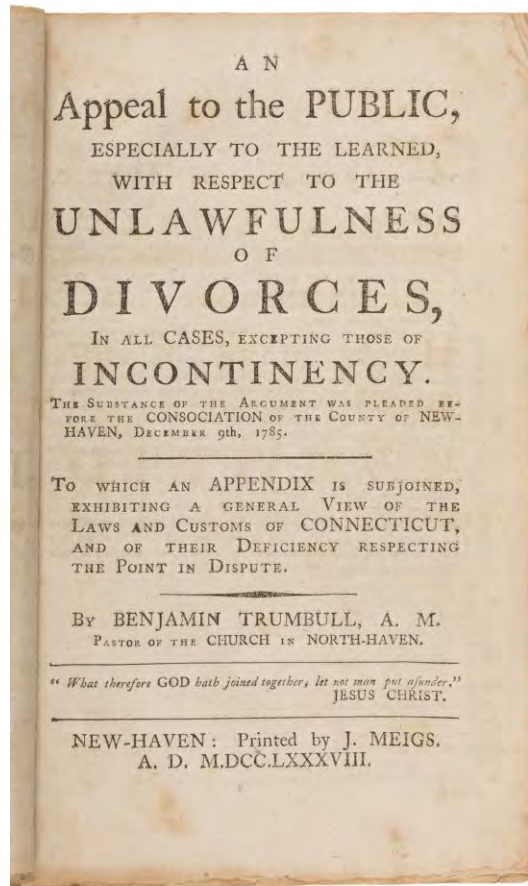 A N
Appeal to the PUBLIC,
ESPECIALLY TO THE LEARNED,
WITH RESPECT TO THE
UNLAWFULNESS
O F
DIVORCES,
IN ALL CASES, EXCEPTING THOSE OF
INCONTINENCY.
THE SUBSTANCE OF THE ARGUMENT WAS PLEADED BE-
FORE THE CONSOCIATION OF THE COUNTY OF NEW-
HAVEN, DECEMBER 9th, 1785.
TO WHICH AN APPENDIX IS SUBJOINED,
EXHIBITING A GENERAL VIEW OF THE
LAWS AND CUSTOMS OF CONNECTICUT,
AND OF THEIR DEFICIENCY RESPECTING
THE POINT IN DISPUTE.
BY BENJAMIN TRUMBULL, A. M.
PASTOR OF THE CHURCH IN NORTH-HAVEN.
“ What therefore GOD hath joined together, let not man put aſunder.”
JESUS CHRIST.
NEW-HAVEN: Printed by J. MEIGS.
A. D. M.DCC.LXXXVIII.